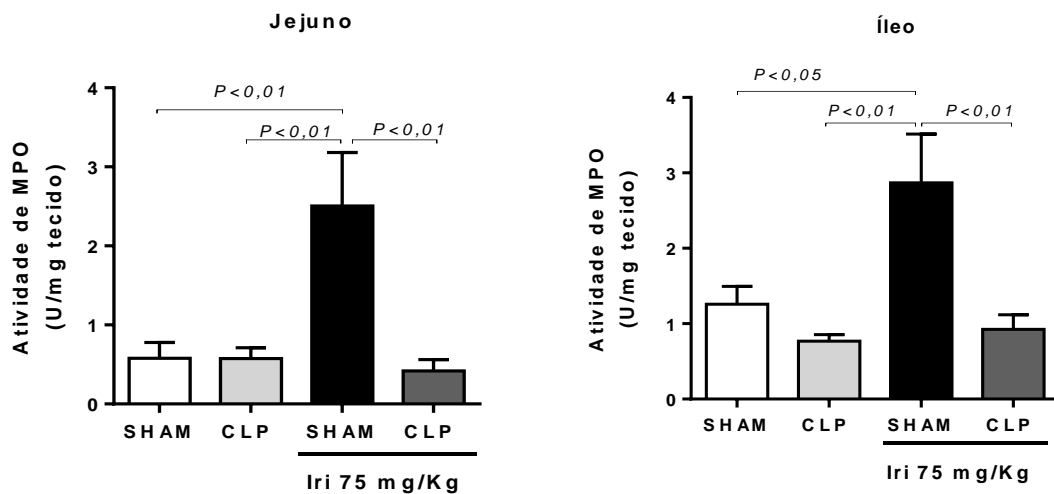 Jejuno
Atividade de MPO
(U/mg tecido)
4
3
2
1
0
P<0,01
P<0,01
P<0,01
SHAM CLP SHAM CLP
Iri 75 mg/Kg
Íleo
Atividade de MPO
(U/mg tecido)
4
3
2
1
0
P<0,05
P<0,01
P<0,01
SHAM CLP SHAM CLP
Iri 75 mg/Kg